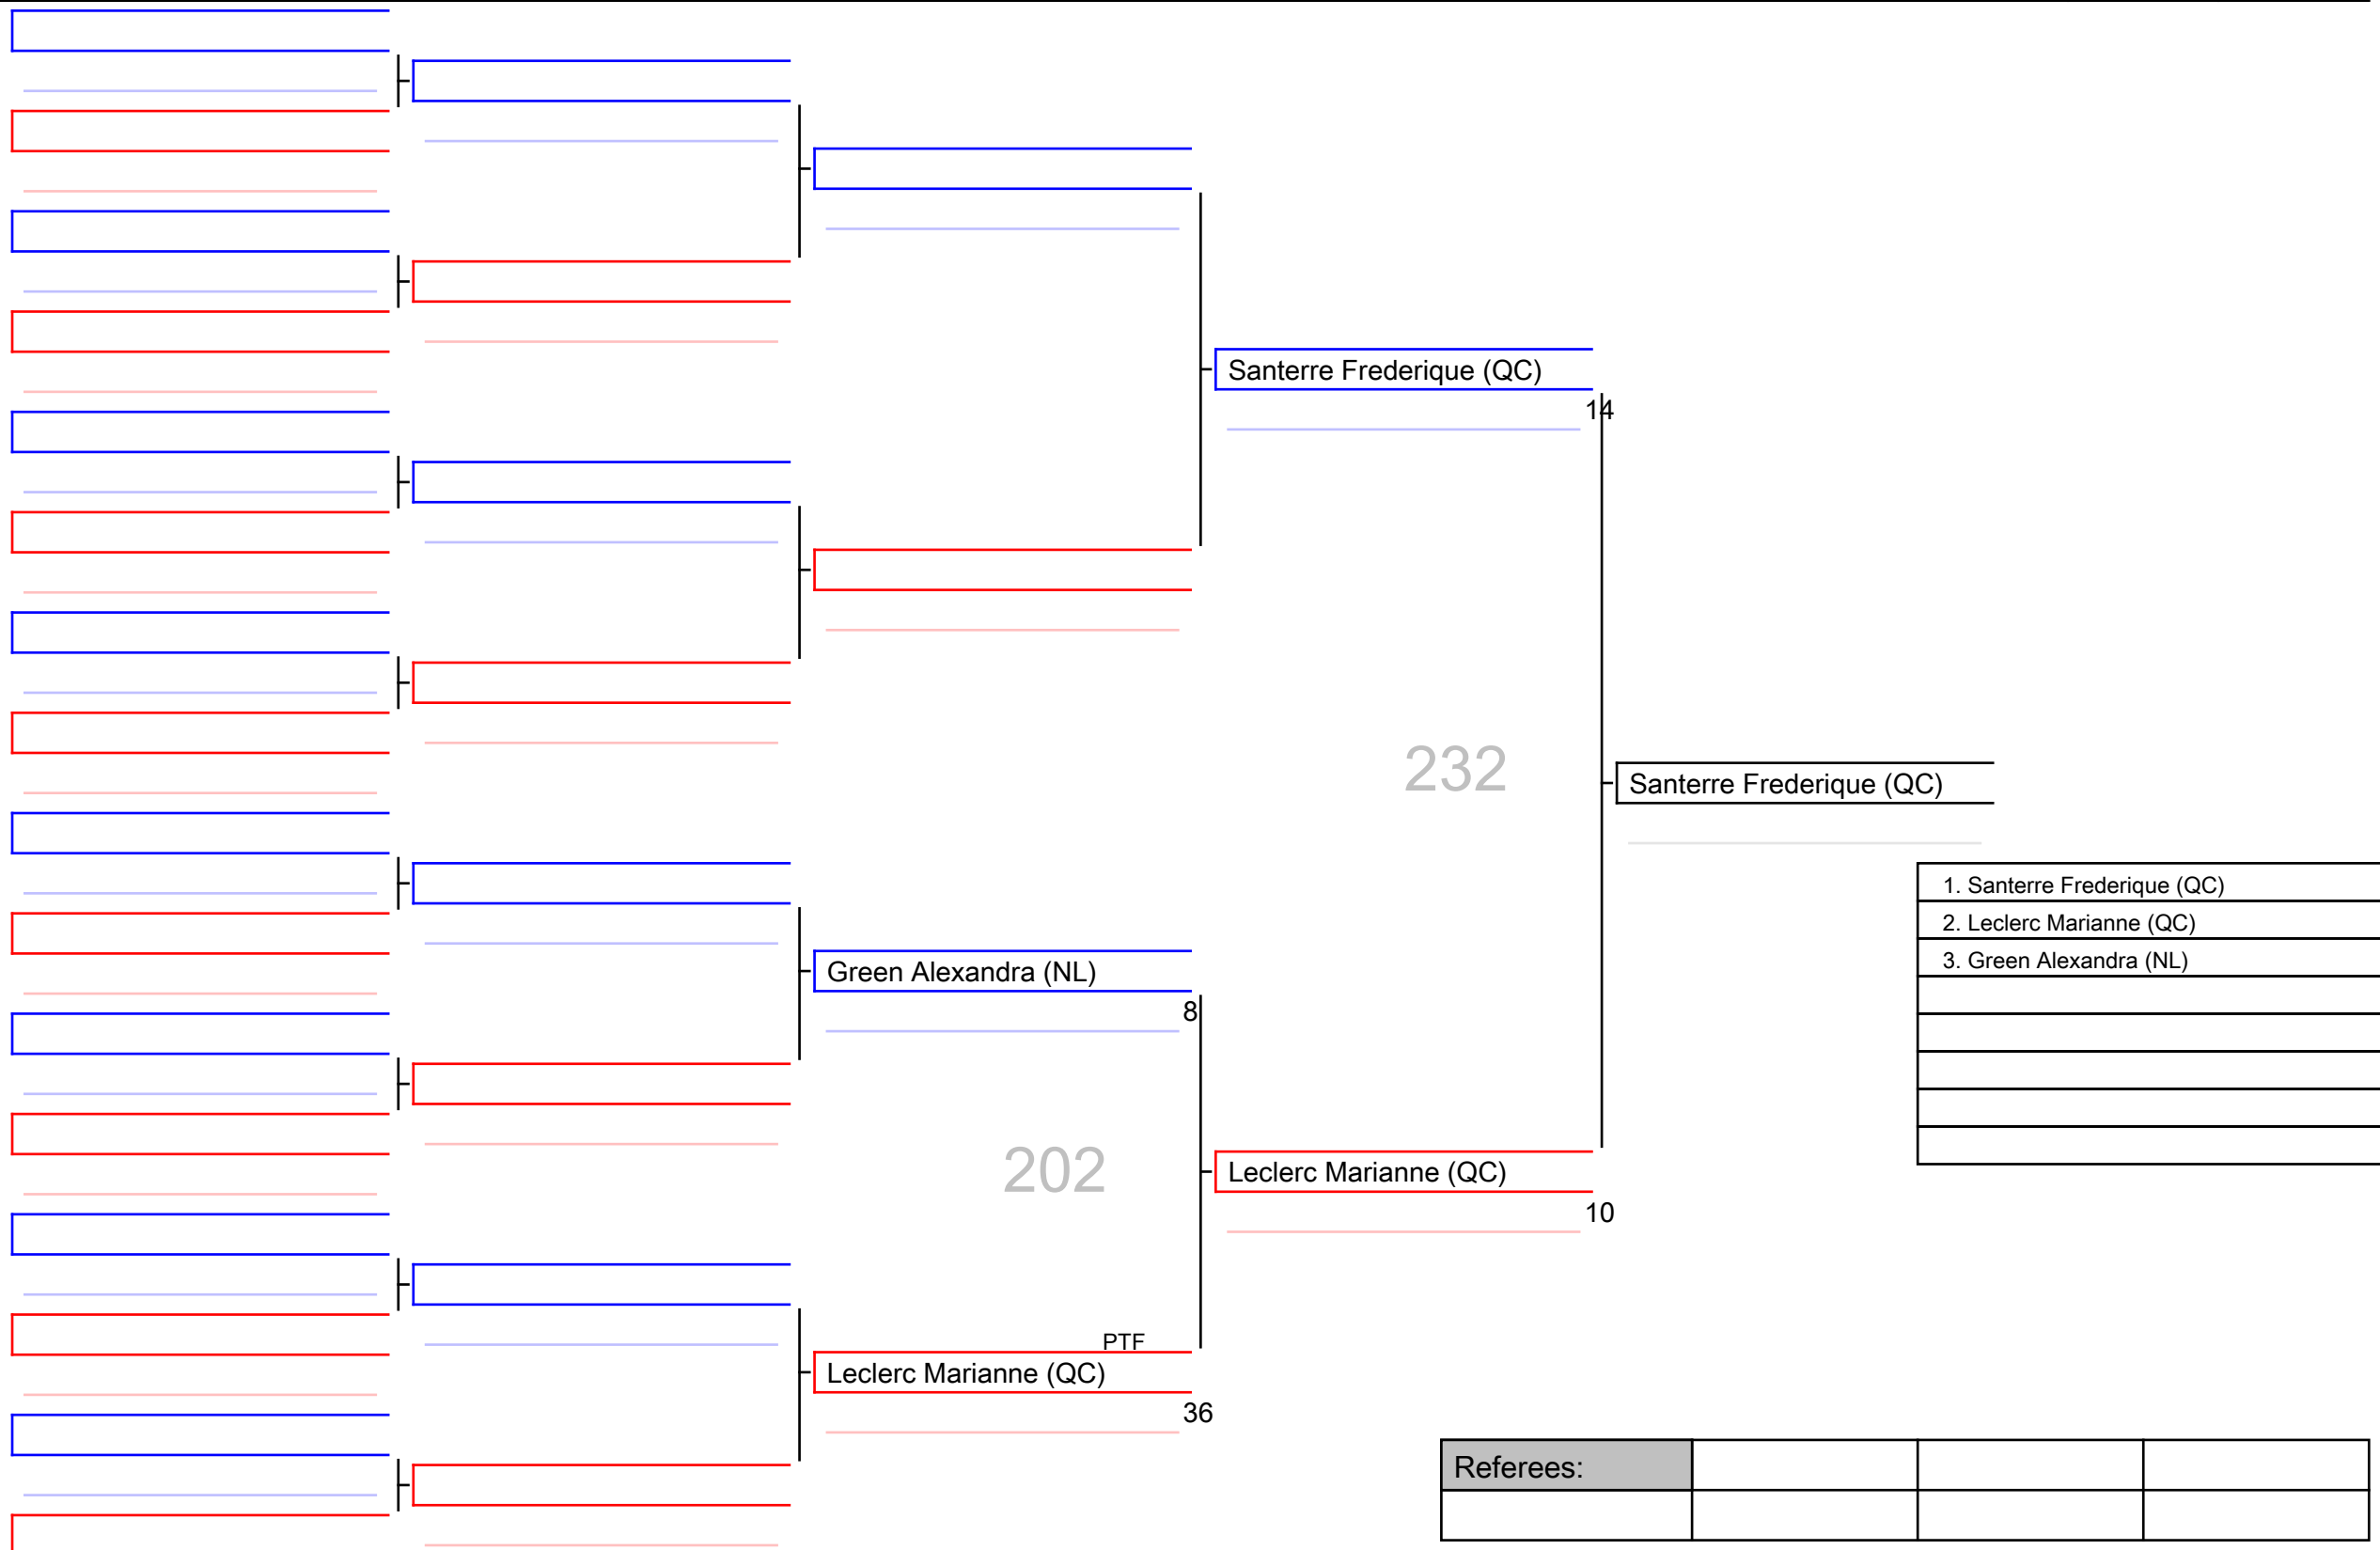 Santerre Frederique (QC)
14
232
Santerre Frederique (QC)
1. Santerre Frederique (QC)
2. Leclerc Marianne (QC)
3. Green Alexandra (NL)
Green Alexandra (NL)
8
202
Leclerc Marianne (QC)
10
PTF
Leclerc Marianne (QC)
36
Referees: